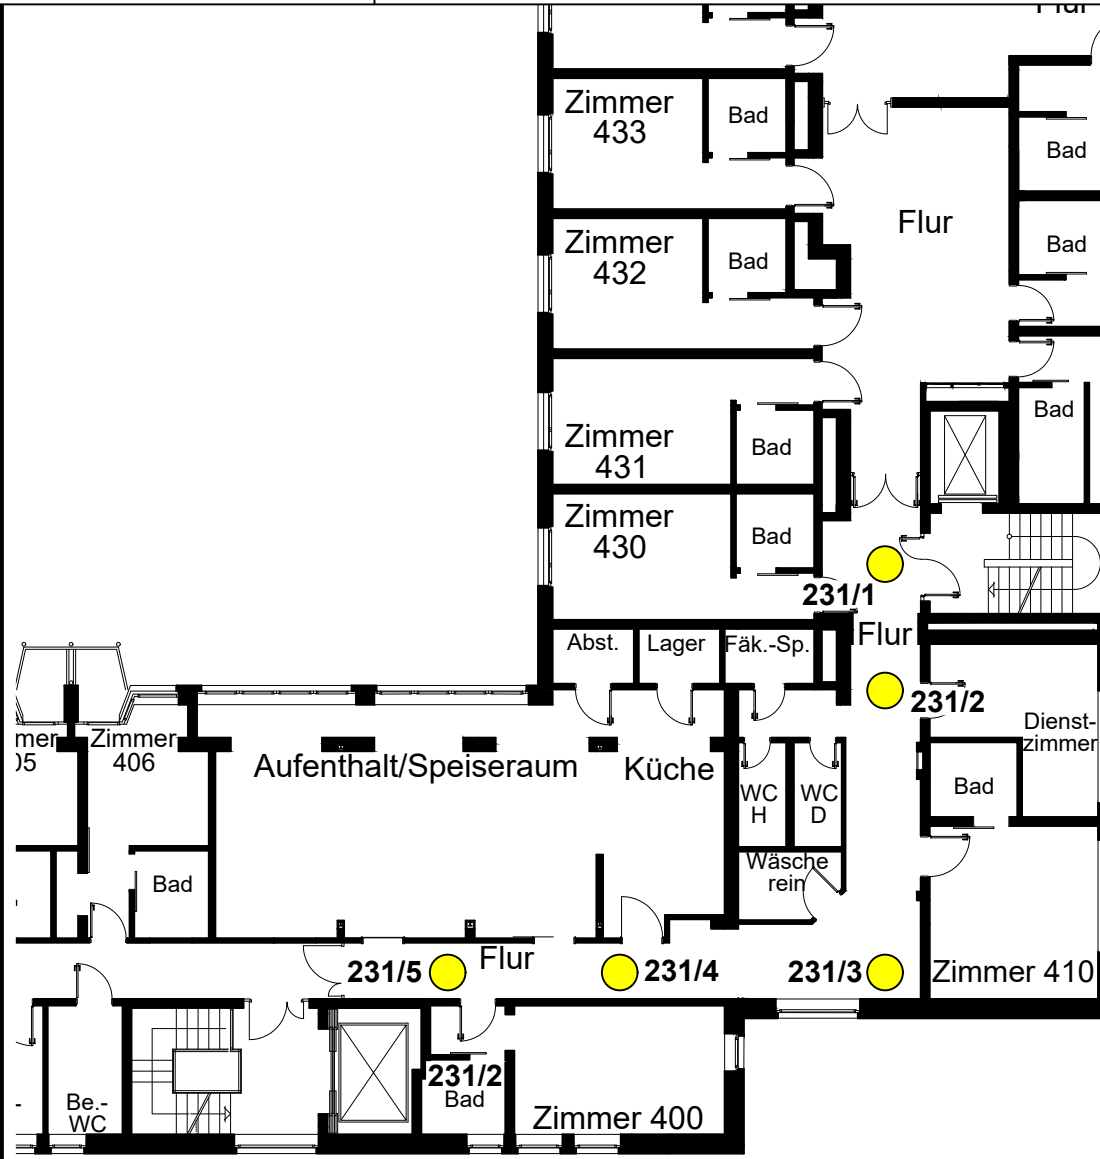 Zimmer
433
Bad
Bad
Flur
Zimmer
432
Bad
Bad
Zimmer
431
Bad
Bad
Zimmer
430
Bad
231/1
Flur
Abst.
Lager
Fäk.-Sp.
231/2
Dienst-
zimmer
Zimmer
406
05
Aufenthalt/Speiseraum
Küche
WC
H
WC
D
Bad
Wäsche
rein
Bad
231/5
Flur
231/4
231/3
Zimmer 410
231/2
Bad
Be.-
WC
Zimmer 400